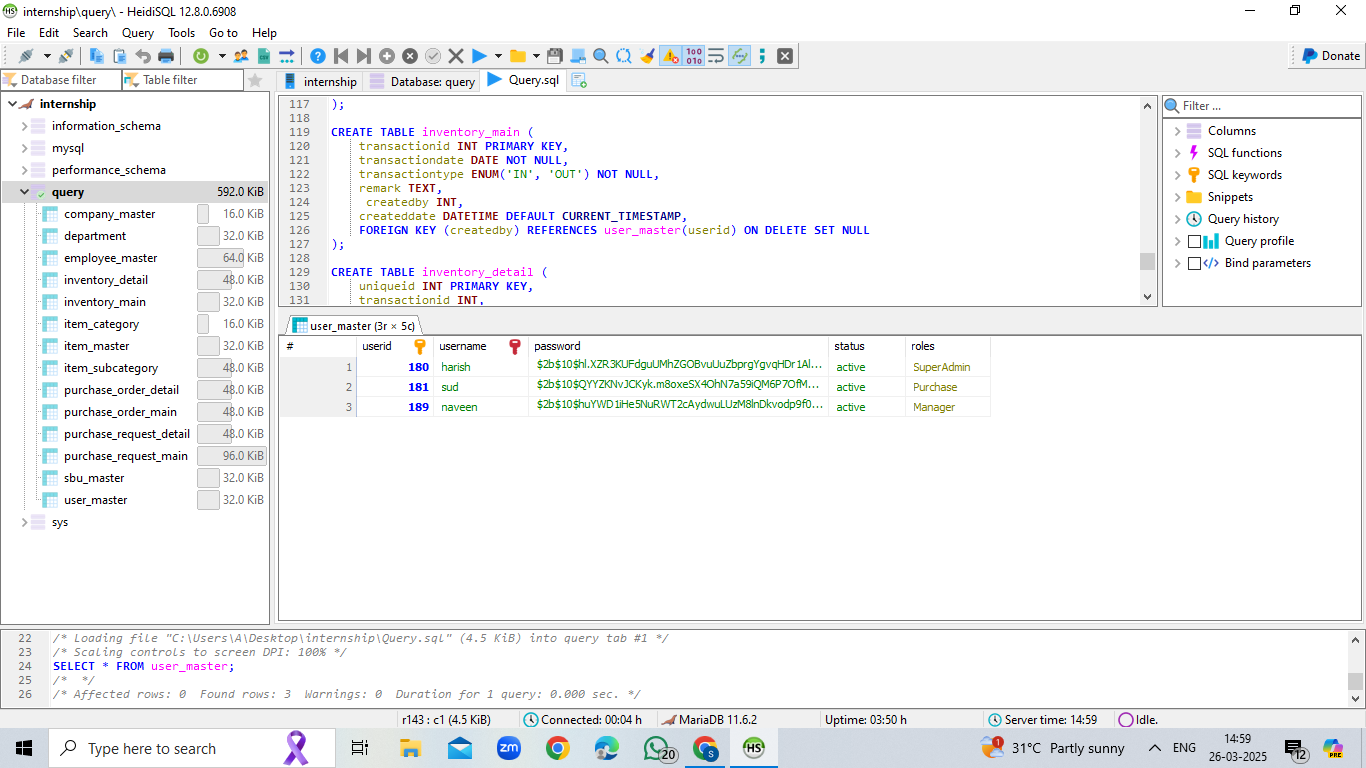 internship\query\ - HeidiSQL 12.8.0.6908
File Edit Search Query Tools Go to Help
Donate
Database filter Table filter
internship Database: query Query.sql
Filter ...
internship
information_schema
mysql
performance_schema
query 592.0 KiB
company_master 16.0 KiB
department 32.0 KiB
employee_master 64.0 KiB
inventory_detail 48.0 KiB
inventory_main 32.0 KiB
item_category 16.0 KiB
item_master 32.0 KiB
item_subcategory 48.0 KiB
purchase_order_detail 48.0 KiB
purchase_order_main 48.0 KiB
purchase_request_detail 48.0 KiB
purchase_request_main 96.0 KiB
sbu_master 32.0 KiB
user_master 32.0 KiB
sys
117 );
118
119 CREATE TABLE inventory_main (
120 transactionid INT PRIMARY KEY,
121 transactiondate DATE NOT NULL,
122 transactiontype ENUM('IN', 'OUT') NOT NULL,
123 remark TEXT,
124 createdby INT,
125 createddate DATETIME DEFAULT CURRENT_TIMESTAMP,
126 FOREIGN KEY (createdby) REFERENCES user_master(userid) ON DELETE SET NULL
127 );
128
129 CREATE TABLE inventory_detail (
130 uniqueid INT PRIMARY KEY,
131 transactionid INT,
Columns
SQL functions
SQL keywords
Snippets
Query history
Query profile
Bind parameters
user_master (3r × 5c)
# userid username password status roles
1 180 harish active SuperAdmin
2 181 sud active Purchase
3 189 naveen active Manager
22 /* Loading file "C:\Users\A\Desktop\internship\Query.sql" (4.5 KiB) into query tab #1 */
23 /* Scaling controls to screen DPI: 100% */
24 SELECT * FROM user_master;
25 /* */
26 /* Affected rows: 0 Found rows: 3 Warnings: 0 Duration for 1 query: 0.000 sec. */
r143 : c1 (4.5 KiB) Connected: 00:04 h MariaDB 11.6.2 Uptime: 03:50 h Server time: 14:59 Idle.
Type here to search
zm
20
S
HS
1
31°C Partly sunny
ENG
14:59
26-03-2025
12
PRE